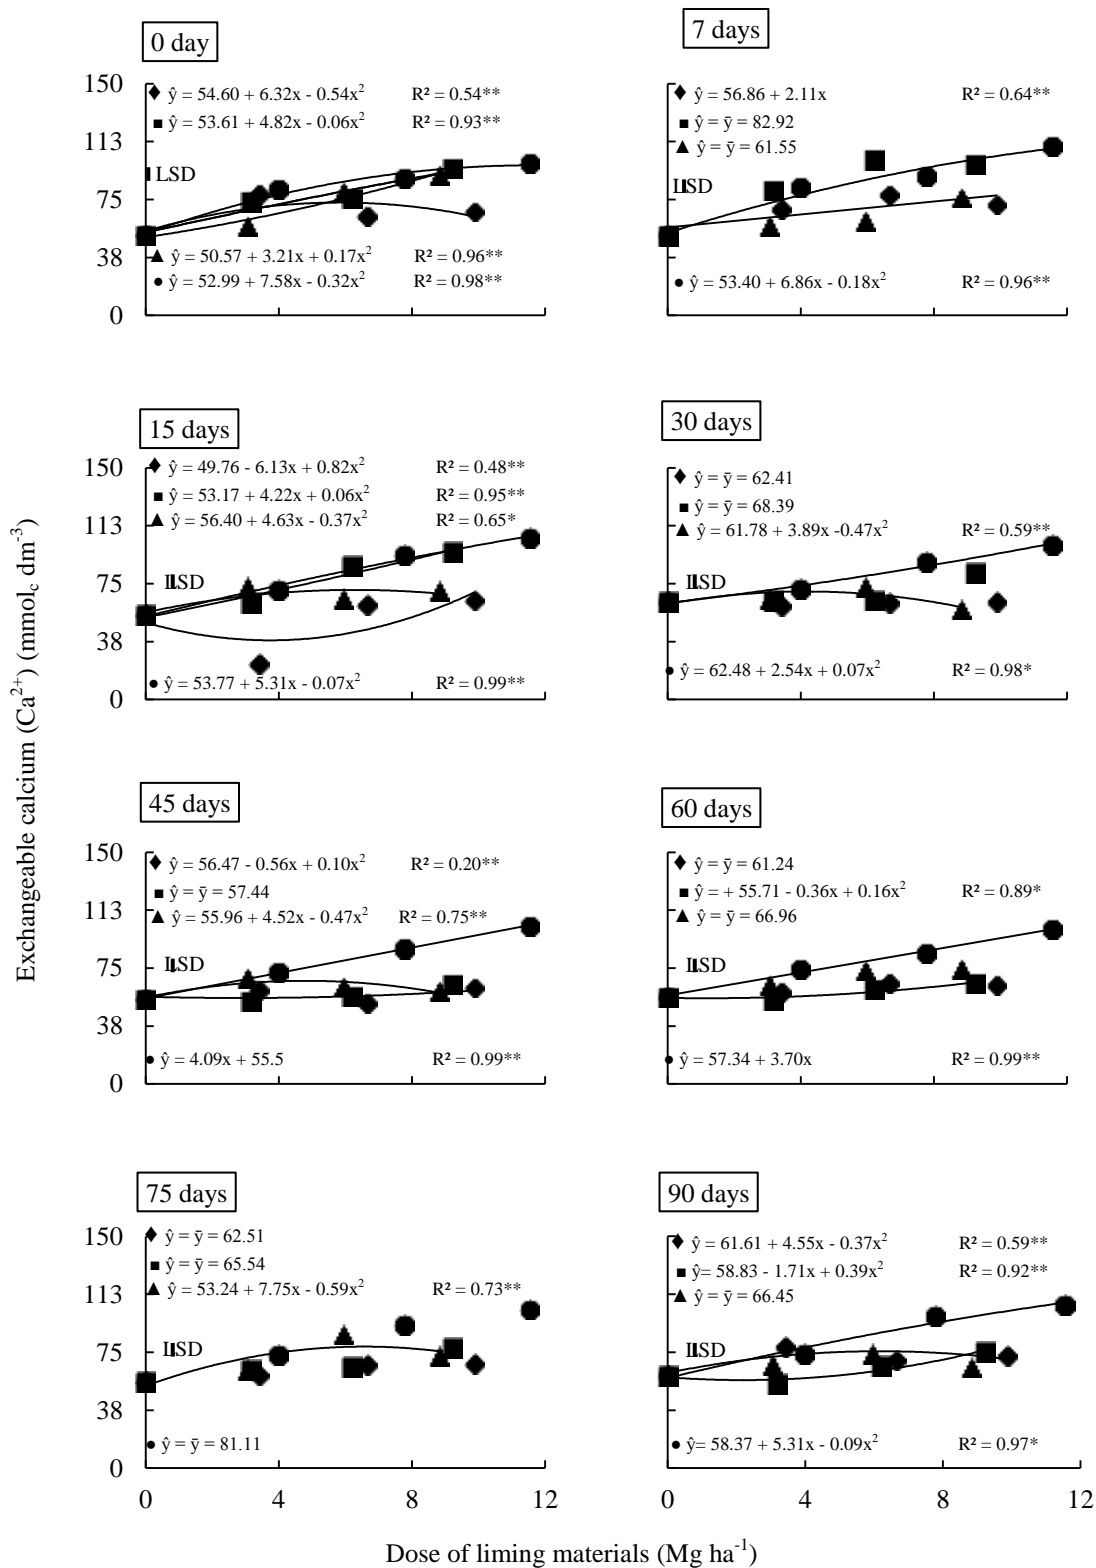 0 day
150
113
75
38
0
♦ ŷ = 54.60 + 6.32x - 0.54x² R² = 0.54**
■ ŷ = 53.61 + 4.82x - 0.06x² R² = 0.93**
LSD
▲ ŷ = 50.57 + 3.21x + 0.17x² R² = 0.96**
● ŷ = 52.99 + 7.58x - 0.32x² R² = 0.98**
7 days
♦ ŷ = 56.86 + 2.11x R² = 0.64**
■ ŷ = ȳ = 82.92
▲ ŷ = ȳ = 61.55
LSD
● ŷ = 53.40 + 6.86x - 0.18x² R² = 0.96**
15 days
150
113
75
38
0
♦ ŷ = 49.76 - 6.13x + 0.82x² R² = 0.48**
■ ŷ = 53.17 + 4.22x + 0.06x² R² = 0.95**
▲ ŷ = 56.40 + 4.63x - 0.37x² R² = 0.65*
LSD
● ŷ = 53.77 + 5.31x - 0.07x² R² = 0.99**
30 days
♦ ŷ = ȳ = 62.41
■ ŷ = ȳ = 68.39
▲ ŷ = 61.78 + 3.89x -0.47x² R² = 0.59**
LSD
● ŷ = 62.48 + 2.54x + 0.07x² R² = 0.98*
Exchangeable calcium (Ca²⁺) (mmol_c dm⁻³)
45 days
150
113
75
38
0
♦ ŷ = 56.47 - 0.56x + 0.10x² R² = 0.20**
■ ŷ = ȳ = 57.44
▲ ŷ = 55.96 + 4.52x - 0.47x² R² = 0.75**
LSD
● ŷ = 4.09x + 55.5 R² = 0.99**
60 days
♦ ŷ = ȳ = 61.24
■ ŷ = + 55.71 - 0.36x + 0.16x² R² = 0.89*
▲ ŷ = ȳ = 66.96
LSD
● ŷ = 57.34 + 3.70x R² = 0.99**
75 days
150
113
75
38
0
♦ ŷ = ȳ = 62.51
■ ŷ = ȳ = 65.54
▲ ŷ = 53.24 + 7.75x - 0.59x² R² = 0.73**
LSD
● ŷ = ȳ = 81.11
0 4 8 12
90 days
♦ ŷ = 61.61 + 4.55x - 0.37x² R² = 0.59**
■ ŷ= 58.83 - 1.71x + 0.39x² R² = 0.92**
▲ ŷ = ȳ = 66.45
LSD
● ŷ= 58.37 + 5.31x - 0.09x² R² = 0.97*
0 4 8 12
Dose of liming materials (Mg ha⁻¹)